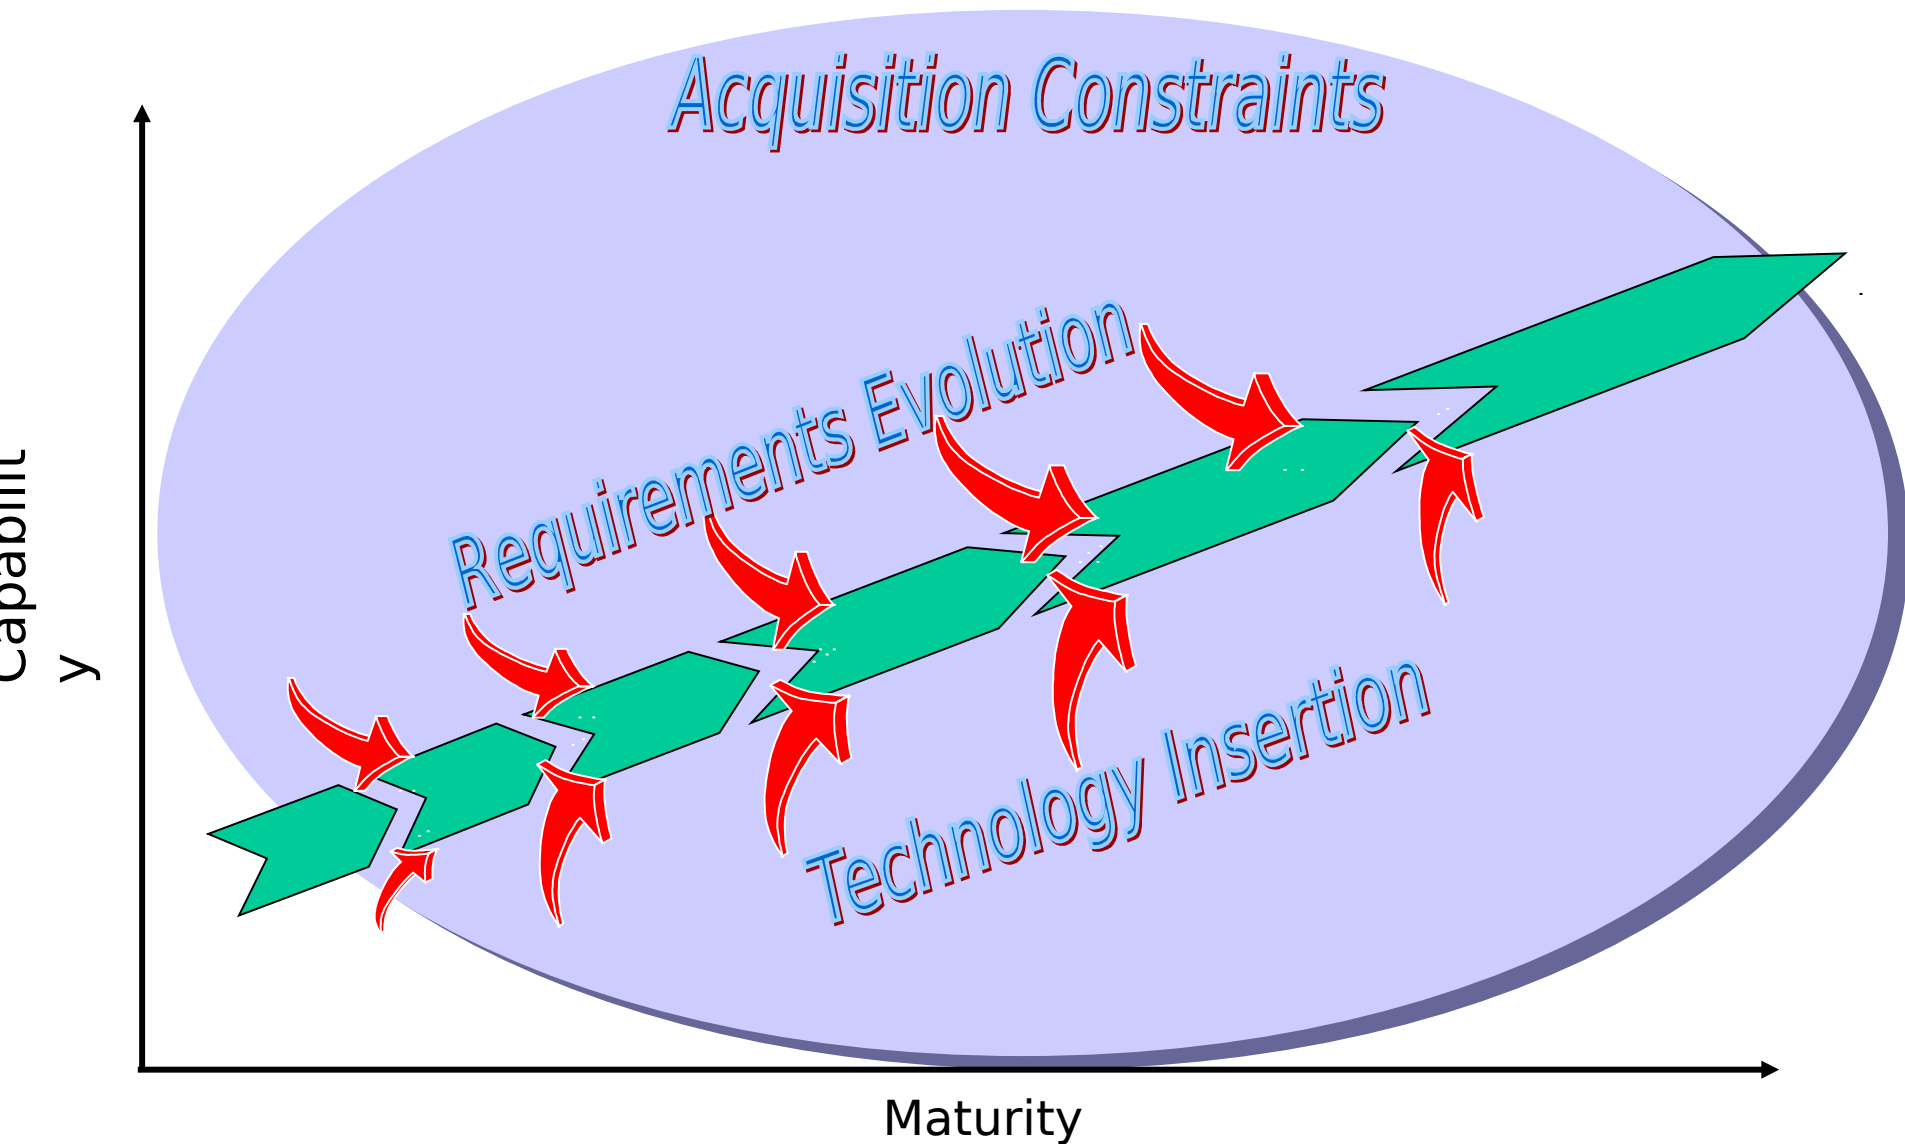 Acquisition Constraints
Requirements Evolution
Technology Insertion
Capabilit
y
Maturity